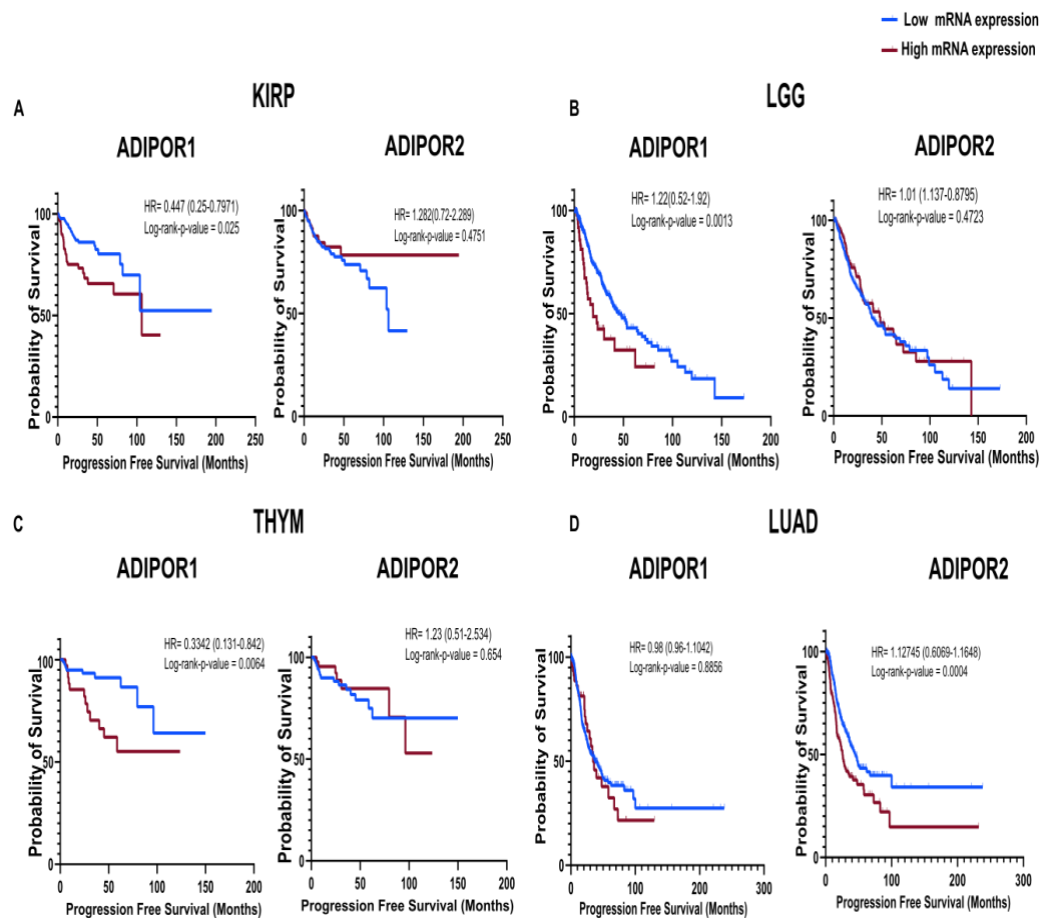 Low mRNA expression
High mRNA expression
A
KIRP
B
LGG
ADIPOR1
ADIPOR2
ADIPOR1
ADIPOR2
HR= 0.447 (0.25-0.7971)
Log-rank-p-value = 0.025
HR= 1.282(0.72-2.289)
Log-rank-p-value = 0.4751
HR= 1.22(0.52-1.92)
Log-rank-p-value = 0.0013
HR= 1.01 (1.137-0.8795)
Log-rank-p-value = 0.4723
Probability of Survival
100
50
0
0 50 100 150 200 250
Progression Free Survival (Months)
Probability of Survival
100
50
0
0 50 100 150 200 250
Progression Free Survival (Months)
Probability of Survival
100
50
0
0 50 100 150 200
Progression Free Survival (Months)
Probability of Survival
100
50
0
0 50 100 150 200
Progression Free Survival (Months)
C
THYM
D
LUAD
ADIPOR1
ADIPOR2
ADIPOR1
ADIPOR2
HR= 0.3342 (0.131-0.842)
Log-rank-p-value = 0.0064
HR= 1.23 (0.51-2.534)
Log-rank-p-value = 0.654
HR= 0.98 (0.96-1.1042)
Log-rank-p-value = 0.8856
HR= 1.12745 (0.6069-1.1648)
Log-rank-p-value = 0.0004
Probability of Survival
100
50
0
0 50 100 150 200
Progression Free Survival (Months)
Probability of Survival
100
50
0
0 50 100 150 200
Progression Free Survival (Months)
Probability of Survival
100
50
0
0 100 200 300
Progression Free Survival (Months)
Probability of Survival
100
50
0
0 100 200 300
Progression Free Survival (Months)